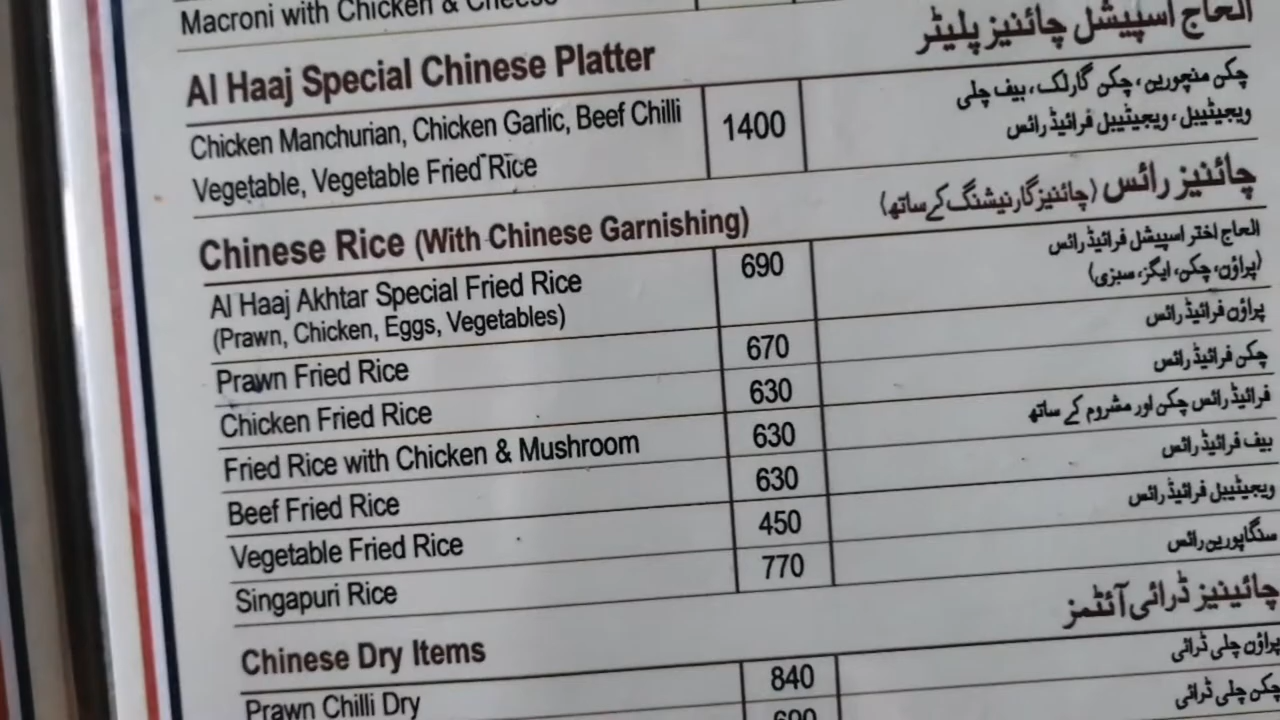 Macroni with Chicken & Cheese
Al Haaj Special Chinese Platter
الحاج اسپیشل چائنیز پلیٹر
Chicken Manchurian, Chicken Garlic, Beef Chilli
1400
چکن منچورین، چکن گارلک، بیف چلی
Vegetable, Vegetable Fried Rice
ویجیٹیبل، ویجیٹیبل فرائیڈ رائس
Chinese Rice (With Chinese Garnishing)
چائنیز رائس (چائنیز گارنیشنگ کے ساتھ)
Al Haaj Akhtar Special Fried Rice
690
الحاج اختر اسپیشل فرائیڈ رائس
(Prawn, Chicken, Eggs, Vegetables)
(پراؤن، چکن، ایگز، سبزی)
Prawn Fried Rice
670
پراؤن فرائیڈ رائس
Chicken Fried Rice
630
چکن فرائیڈ رائس
Fried Rice with Chicken & Mushroom
630
فرائیڈ رائس چکن اور مشروم کے ساتھ
Beef Fried Rice
630
بیف فرائیڈ رائس
Vegetable Fried Rice
450
ویجیٹیبل فرائیڈ رائس
Singapuri Rice
770
سنگاپورین رائس
Chinese Dry Items
چائینیز ڈرائی آئٹمز
Prawn Chilli Dry
840
پراؤن چلی ڈرائی
چکن چلی ڈرائی